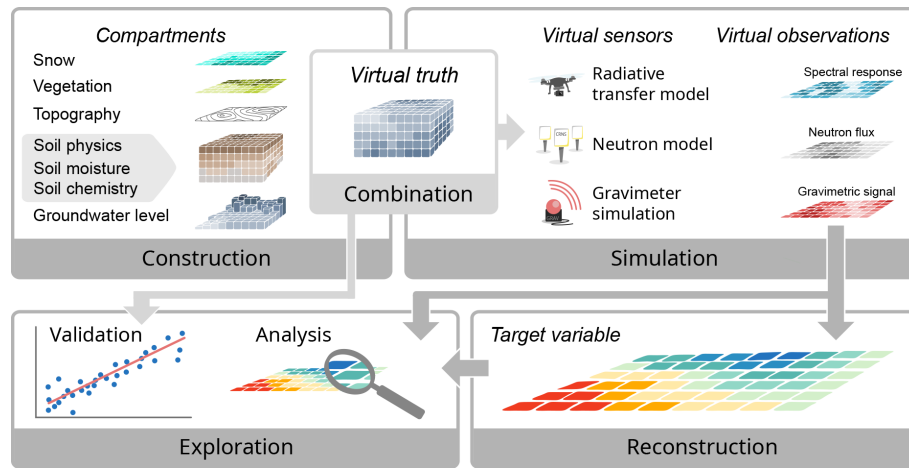 Compartments
Snow
Vegetation
Topography
Soil physics
Soil moisture
Soil chemistry
Groundwater level
Construction
Virtual truth
Combination
Virtual sensors
Virtual observations
Radiative
transfer model
Spectral response
CRNS
Neutron model
Neutron flux
Gravimeter
simulation
GRAV
Gravimetric signal
Simulation
Validation
Analysis
Exploration
Target variable
Reconstruction